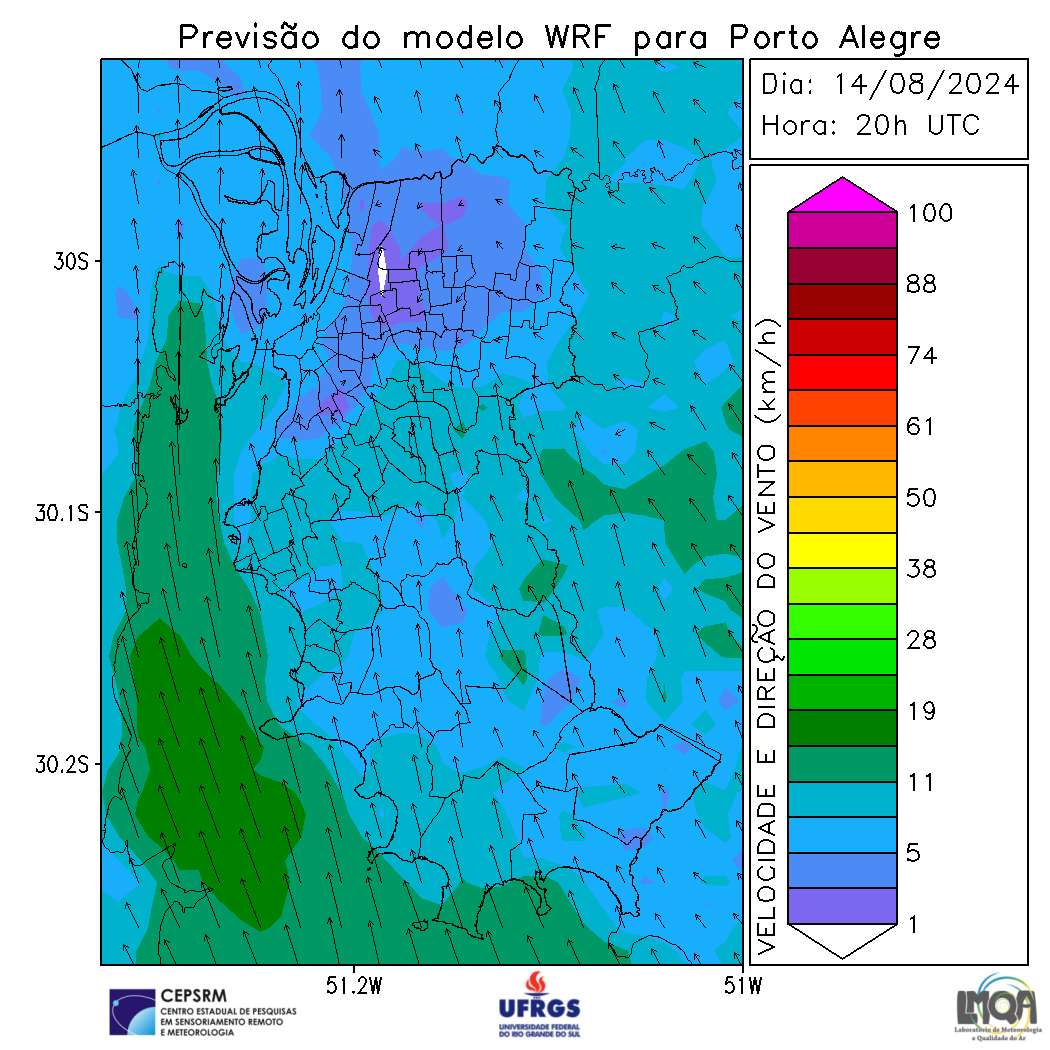 Previsão do modelo WRF para Porto Alegre
Dia: 14/08/2024
Hora: 20h UTC
30S
30.1S
30.2S
51.2W
51W
VELOCIDADE E DIREÇÃO DO VENTO (km/h)
100
88
74
61
50
38
28
19
11
5
1
CEPSRM
CENTRO ESTADUAL DE PESQUISAS
EM SENSORIAMENTO REMOTO
E METEOROLOGIA
UFRGS
UNIVERSIDADE FEDERAL
DO RIO GRANDE DO SUL
LMQA
Laboratório de Meteorologia
e Qualidade do Ar